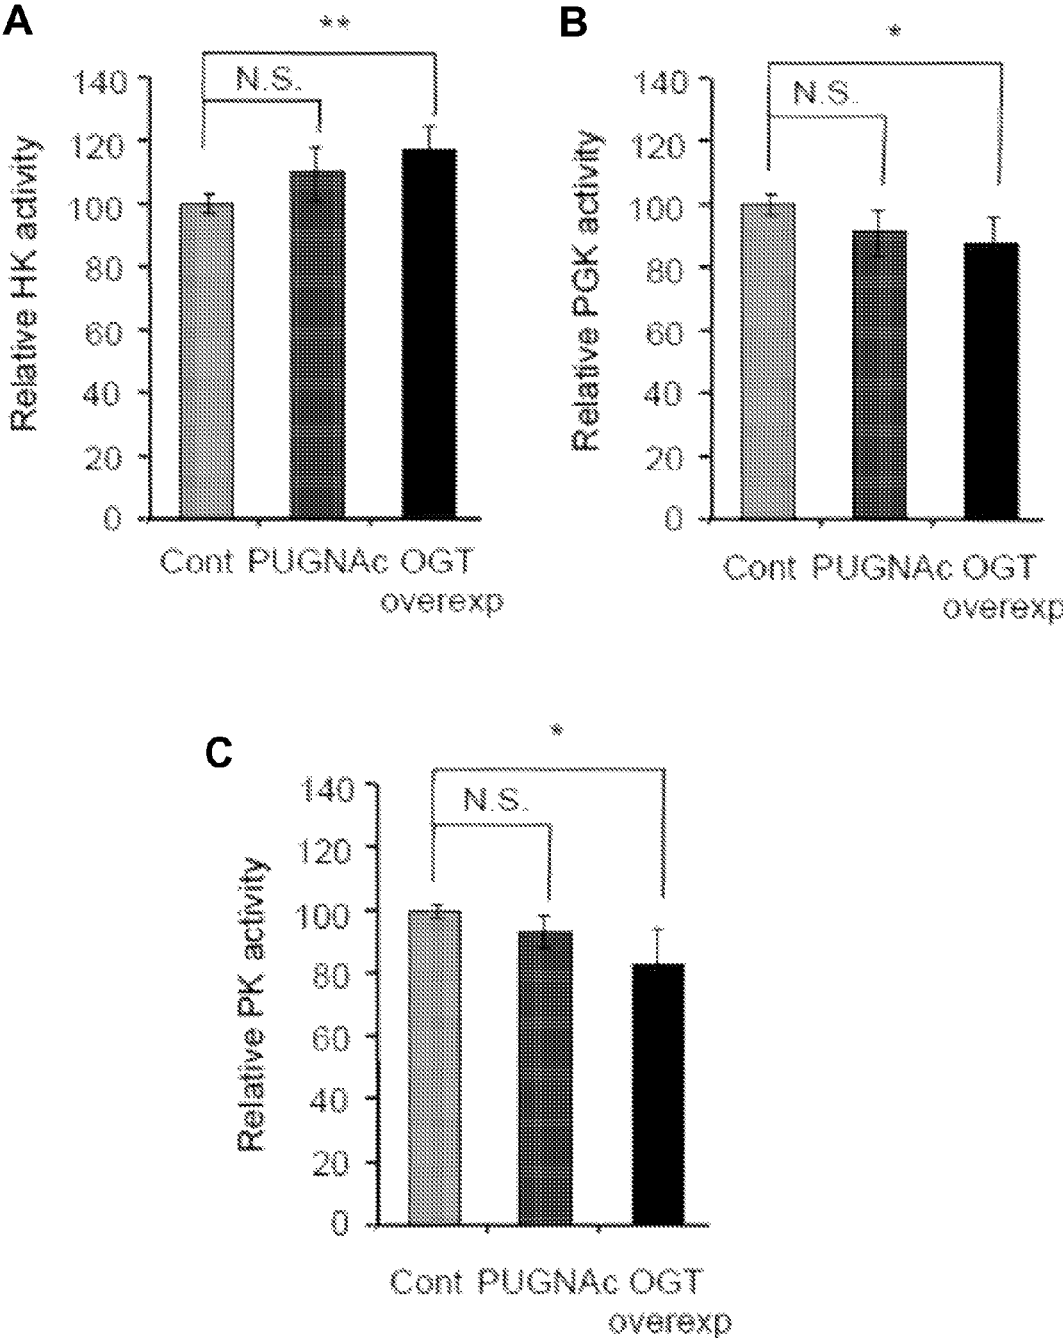 A
**
N.S.
140
120
100
80
60
40
20
0
Relative HK activity
Cont PUGNAc OGT
overexp
B
*
N.S.
140
120
100
80
60
40
20
0
Relative PGK activity
Cont PUGNAc OGT
overexp
C
*
N.S.
140
120
100
80
60
40
20
0
Relative PK activity
Cont PUGNAc OGT
overexp